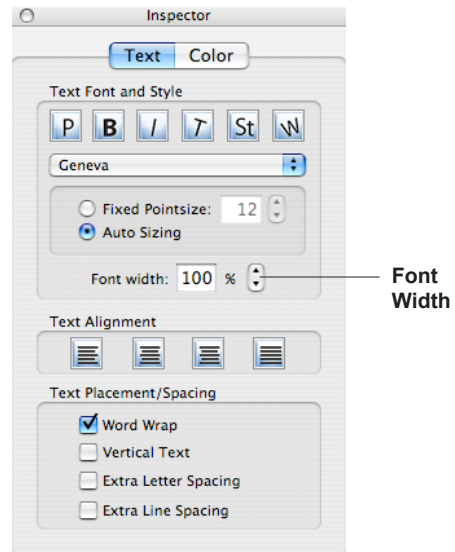 Inspector
Text Color
Text Font and Style
P B I T St W
Geneva
Fixed Pointsize: 12
Auto Sizing
Font width: 100 %
Font
Width
Text Alignment
Text Placement/Spacing
Word Wrap
Vertical Text
Extra Letter Spacing
Extra Line Spacing